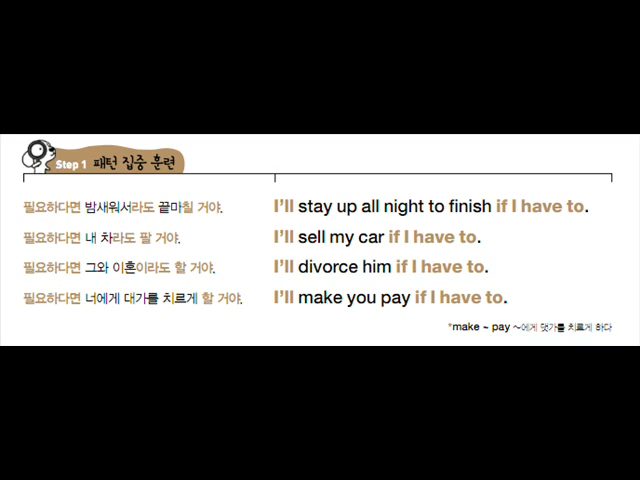 Step 1 패턴 집중 훈련
필요하다면 밤새워서라도 끝마칠 거야. I'll stay up all night to finish if I have to.
필요하다면 내 차라도 팔 거야. I'll sell my car if I have to.
필요하다면 그와 이혼이라도 할 거야. I'll divorce him if I have to.
필요하다면 너에게 대가를 치르게 할 거야. I'll make you pay if I have to.
*make ~ pay ~에게 댓가를 치르게 하다